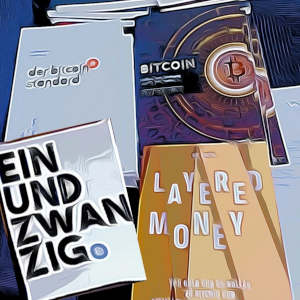 der bitcoin
standard
BITCOIN
EIN
UND
ZWAN
ZIG
LAYERED
MONEY